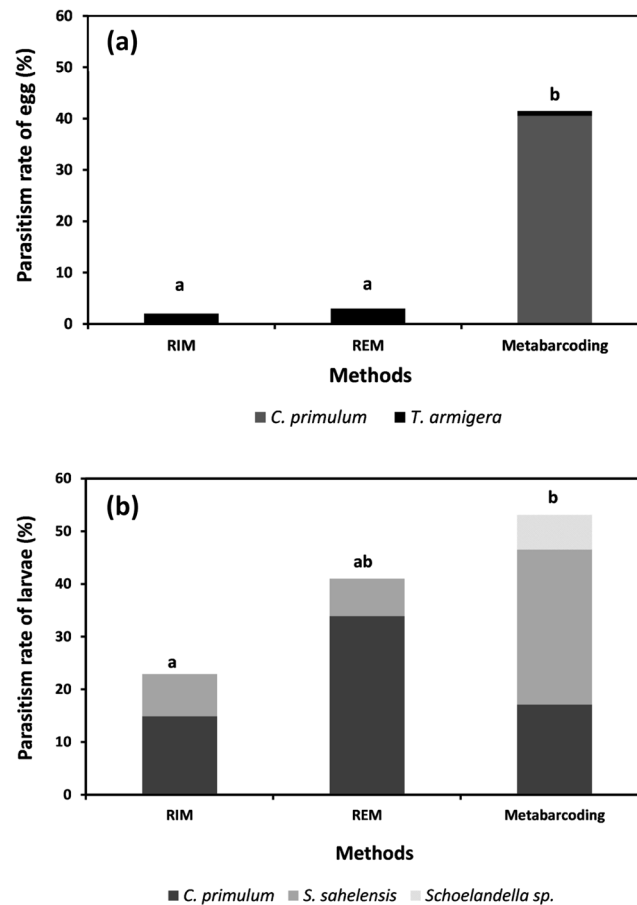 (a)
Parasitism rate of egg (%)
60
50
40
30
20
10
0
a
a
b
RIM
REM
Metabarcoding
Methods
C. primulum
T. armigera
(b)
Parasitism rate of larvae (%)
60
50
40
30
20
10
0
a
ab
b
RIM
REM
Metabarcoding
Methods
C. primulum
S. sahelensis
Schoelandella sp.